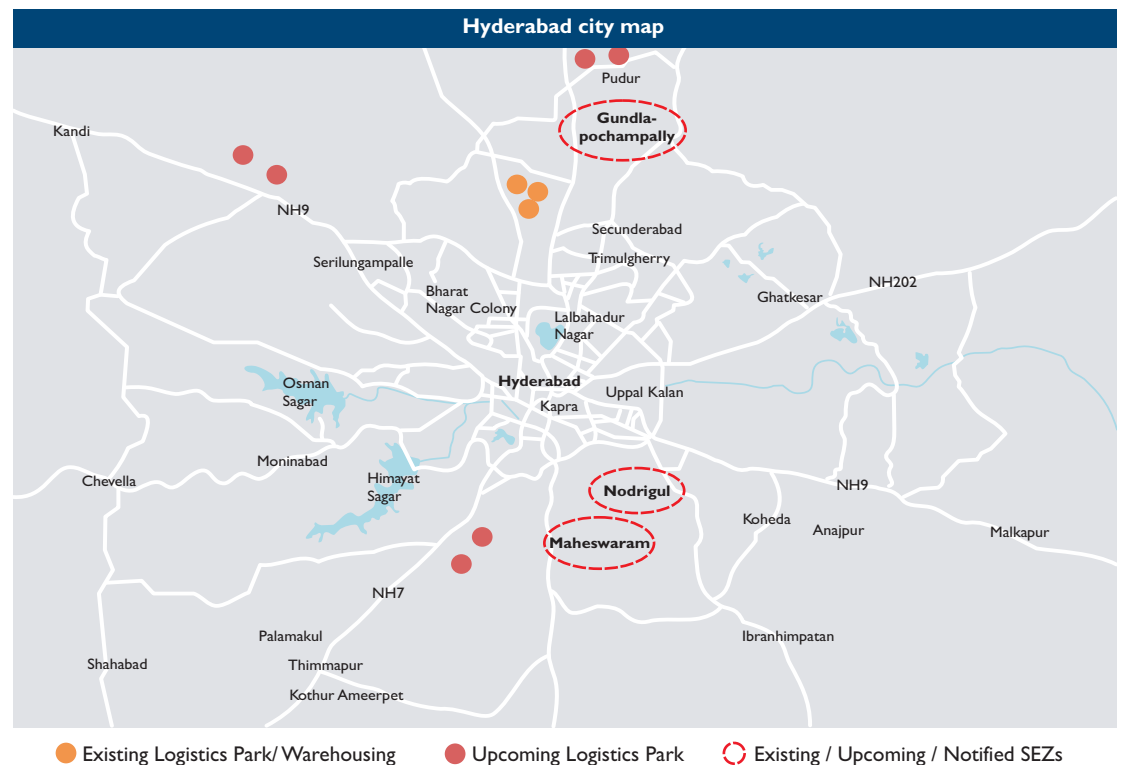 Hyderabad city map
Pudur
Gundla-
pochampally
Kandi
NH9
Secunderabad
Trimulgherry
Serilungampalle
Bharat
Nagar Colony
NH202
Ghatkesar
Lalbahadur
Nagar
Hyderabad
Osman
Sagar
Uppal Kalan
Kapra
Moninabad
Chevella
Himayat
Sagar
Nodrigul
NH9
Koheda
Anajpur
Malkapur
Maheswaram
NH7
Palamakul
Ibranhimpatan
Shahabad
Thimmapur
Kothur Ameerpet
Existing Logistics Park/ Warehousing
Upcoming Logistics Park
Existing / Upcoming / Notified SEZs